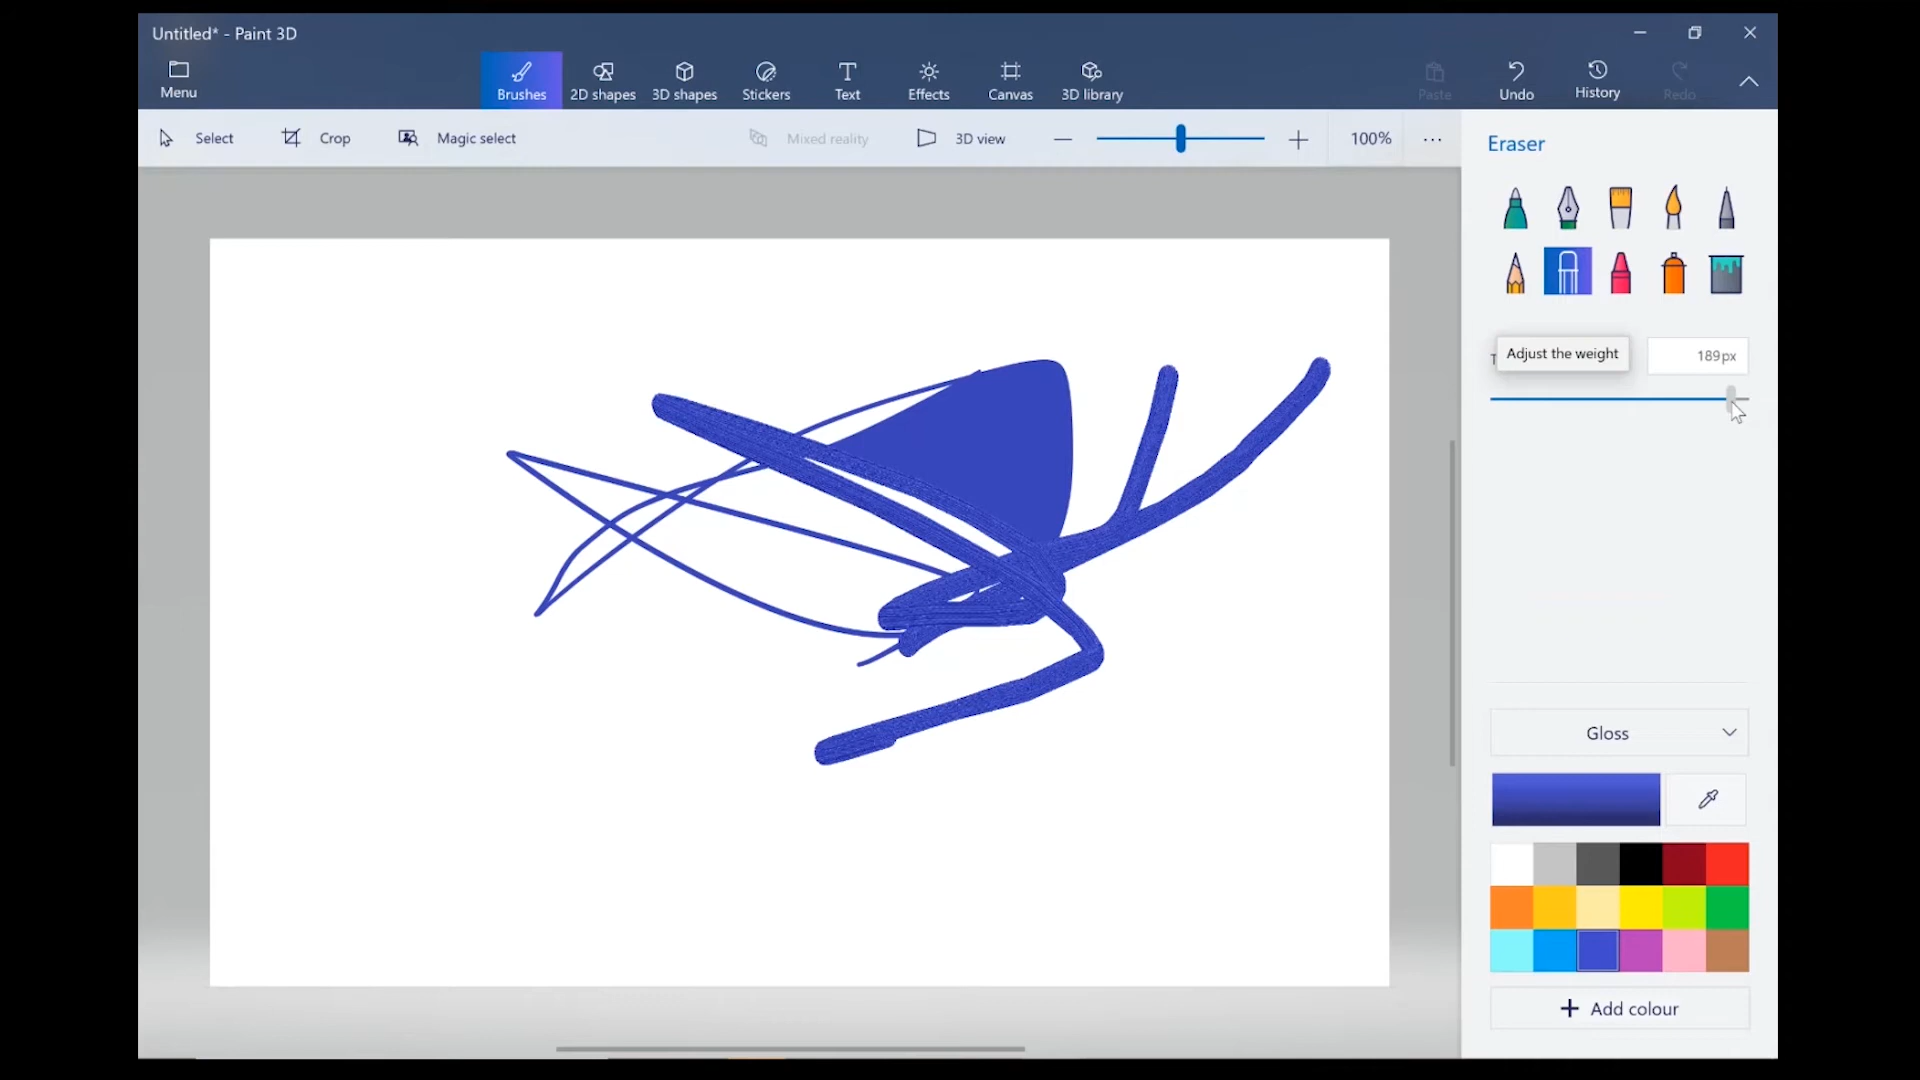 Untitled* - Paint 3D
Menu
Brushes
2D shapes
3D shapes
Stickers
Text
Effects
Canvas
3D library
Paste
Undo
History
Redo
Select
Crop
Magic select
Mixed reality
3D view
100%
Eraser
Adjust the weight
189px
Gloss
Add colour